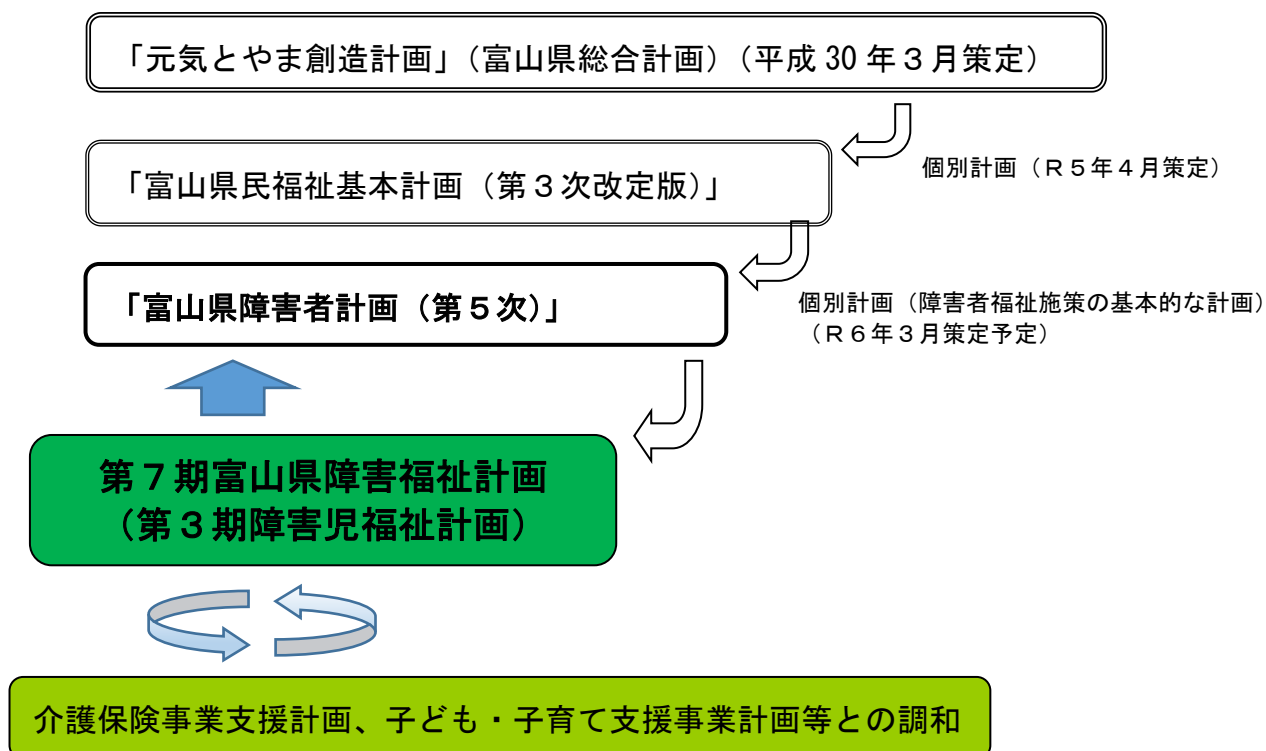 「元気とやま創造計画」（富山県総合計画）（平成 30 年３月策定）
個別計画（Ｒ５年４月策定）
「富山県民福祉基本計画（第３次改定版）」
「富山県障害者計画（第５次）」
個別計画（障害者福祉施策の基本的な計画）
（Ｒ６年３月策定予定）
第７期富山県障害福祉計画
（第３期障害児福祉計画）
介護保険事業支援計画、子ども・子育て支援事業計画等との調和